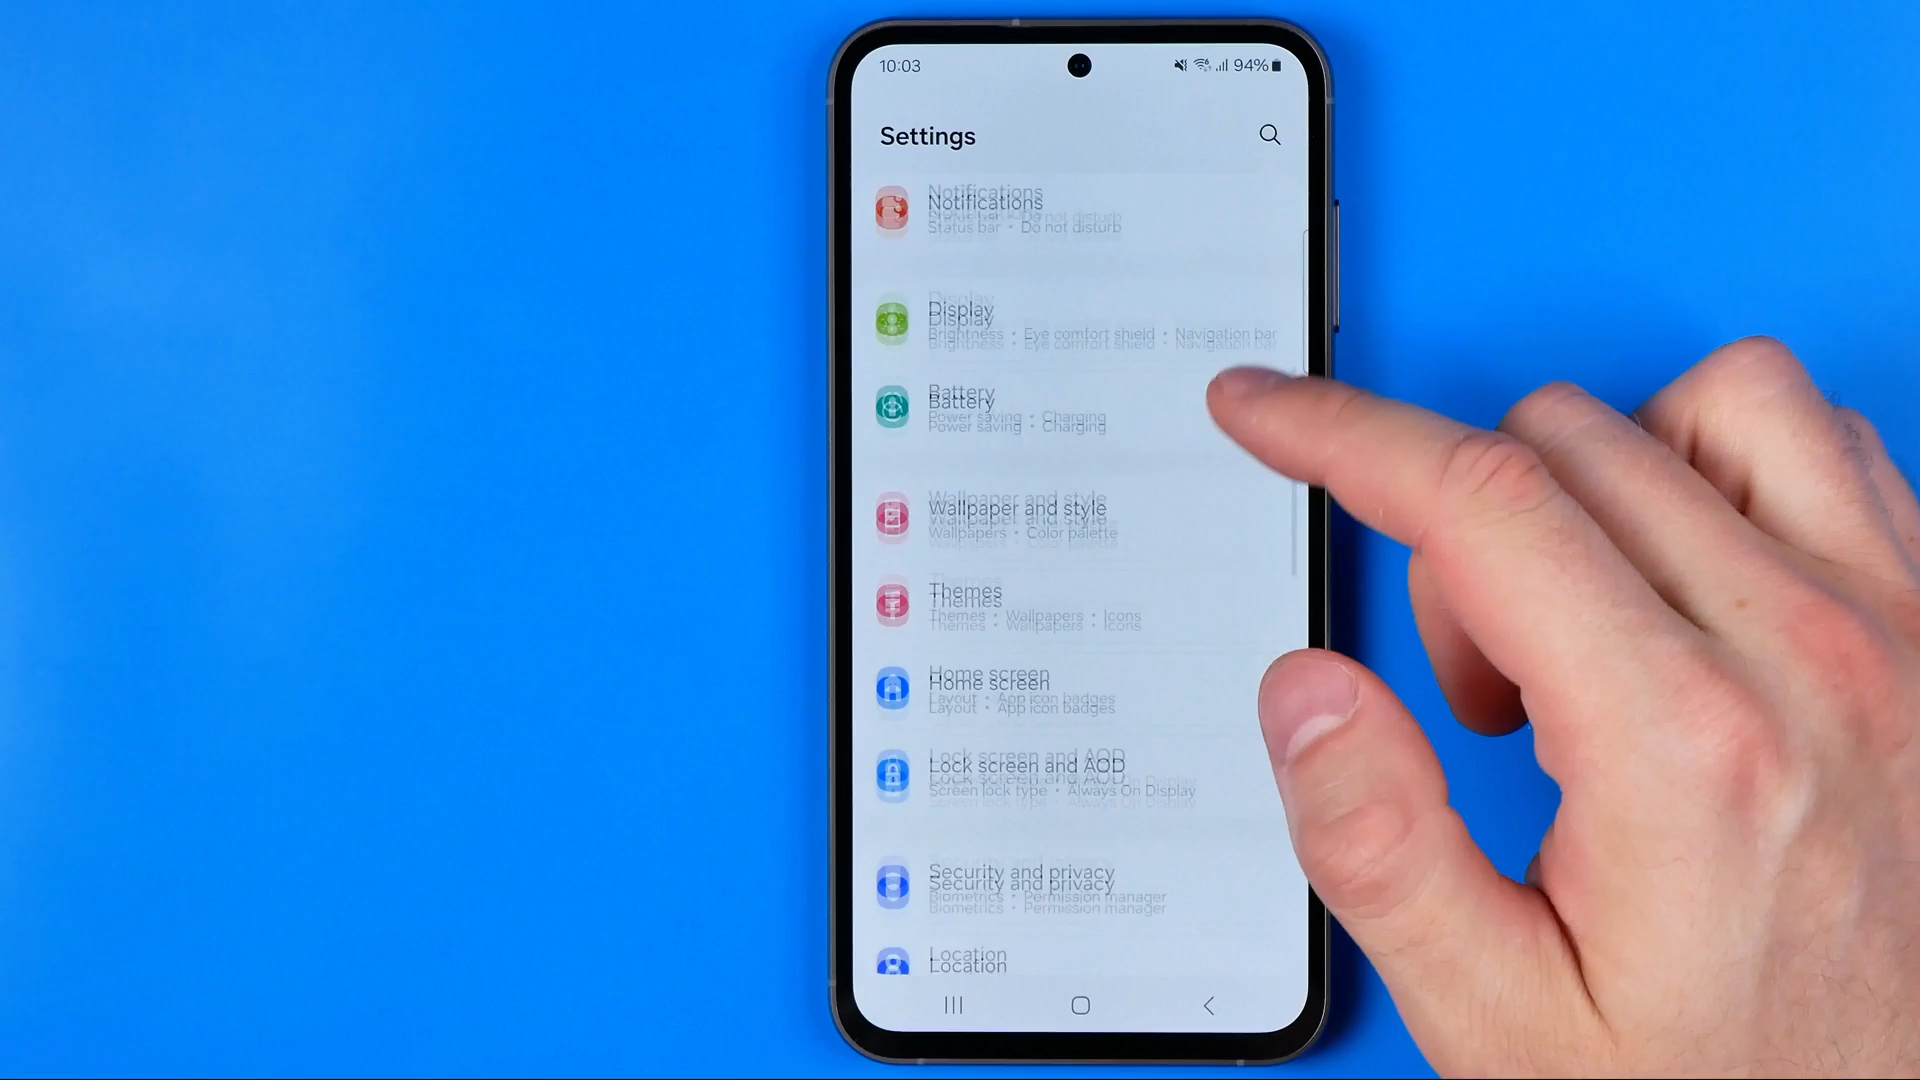 10:03
94%
Settings
Notifications
Status bar • Do not disturb
Display
Brightness • Eye comfort shield • Navigation bar
Battery
Power saving • Charging
Wallpaper and style
Wallpapers • Color palette
Themes
Themes • Wallpapers • Icons
Home screen
Layout • App icon badges
Lock screen and AOD
Screen lock type • Always On Display
Security and privacy
Biometrics • Permission manager
Location